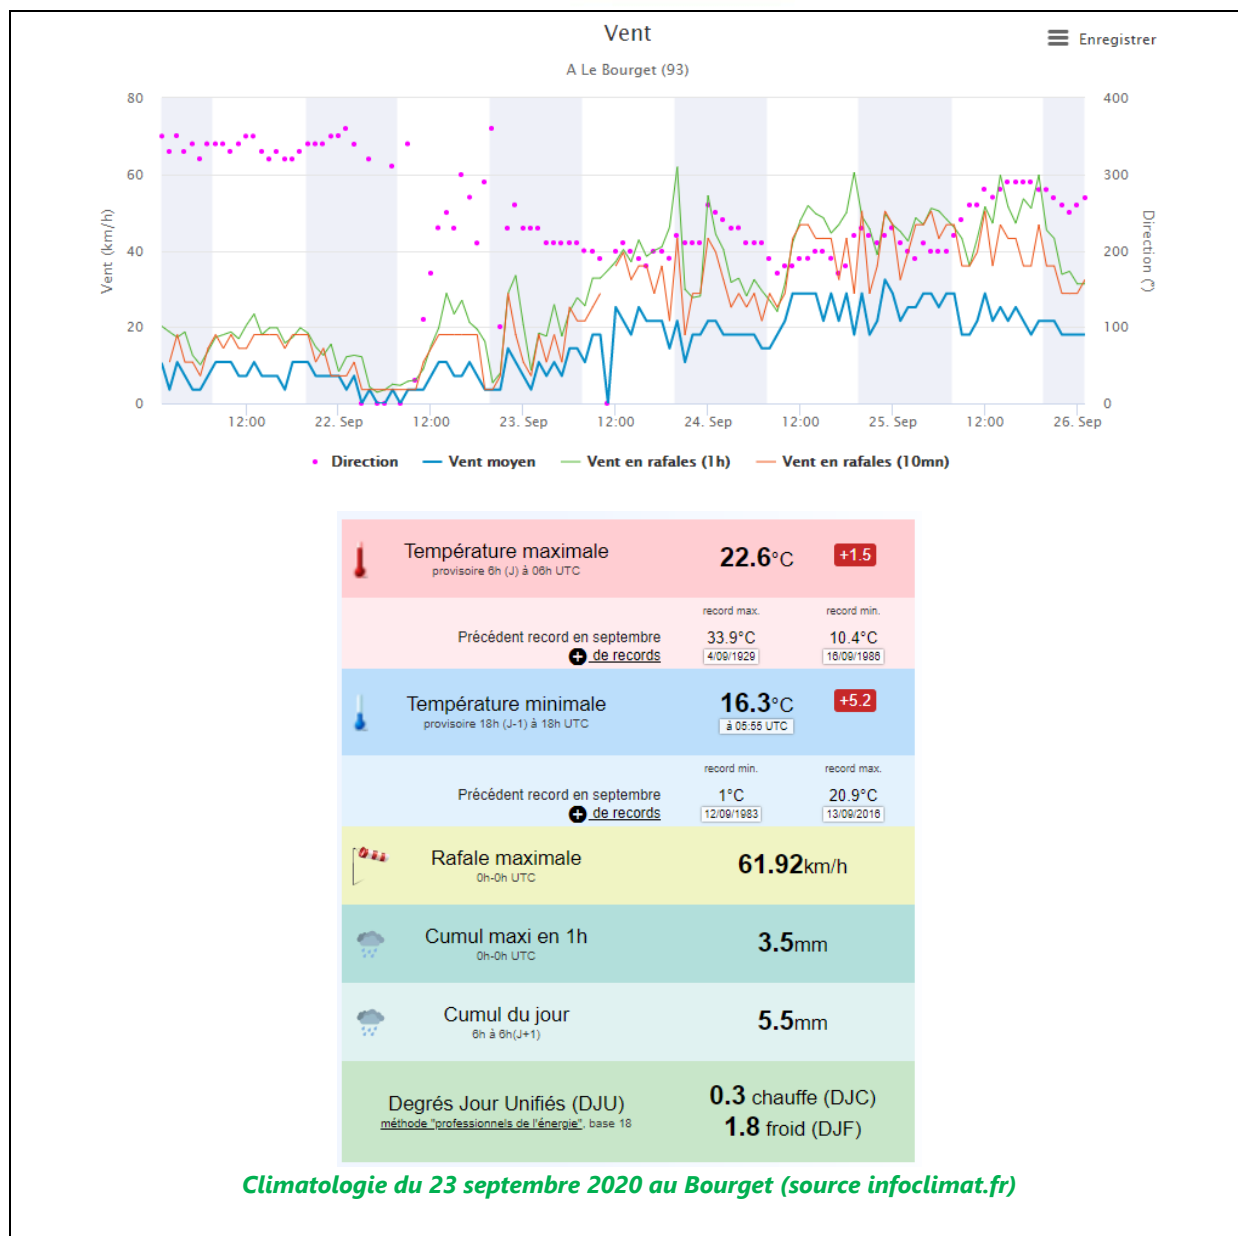 Vent
Enregistrer
A Le Bourget (93)
80
400
60
300
40
200
20
100
0
0
Vent (km/h)
Direction (°)
12:00
22. Sep
12:00
23. Sep
12:00
24. Sep
12:00
25. Sep
12:00
26. Sep
Direction
Vent moyen
Vent en rafales (1h)
Vent en rafales (10mn)
Température maximale
provisoire 6h (J) à 06h UTC
22.6°C
+1.5
record max.
record min.
Précédent record en septembre
+ de records
33.9°C
4/09/1929
10.4°C
16/09/1986
Température minimale
provisoire 18h (J-1) à 18h UTC
16.3°C
à 05:55 UTC
+5.2
record min.
record max.
Précédent record en septembre
+ de records
1°C
12/09/1983
20.9°C
13/09/2016
Rafale maximale
0h-0h UTC
61.92km/h
Cumul maxi en 1h
0h-0h UTC
3.5mm
Cumul du jour
6h à 6h(J+1)
5.5mm
Degrés Jour Unifiés (DJU)
méthode "professionnels de l'énergie", base 18
0.3 chauffe (DJC)
1.8 froid (DJF)
Climatologie du 23 septembre 2020 au Bourget (source infoclimat.fr)